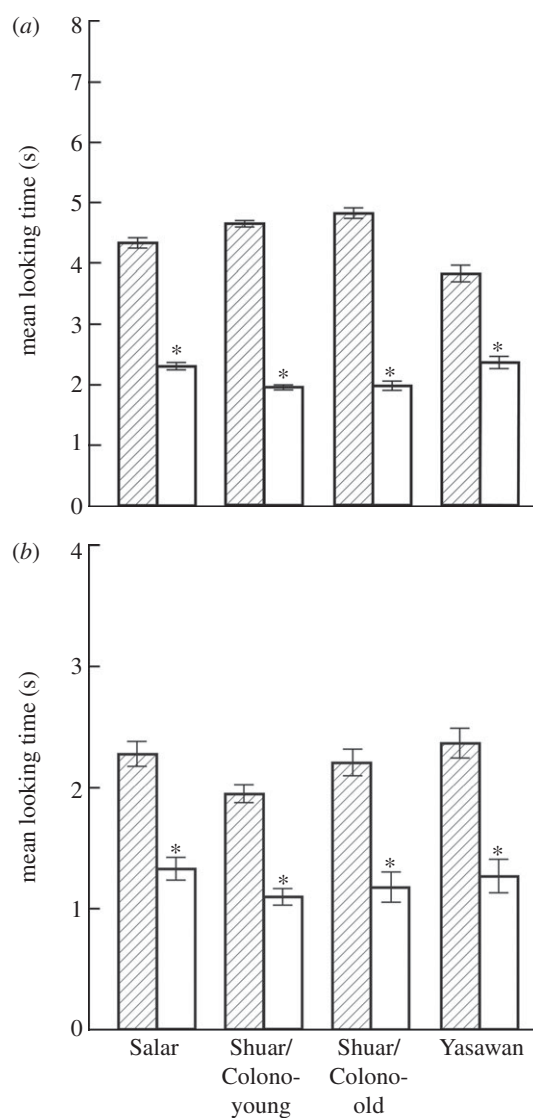 (a)
8
7
6
5
4
3
2
1
0
mean looking time (s)
*
*
*
*
(b)
4
3
2
1
0
mean looking time (s)
*
*
*
*
Salar
Shuar/
Colono-
young
Shuar/
Colono-
old
Yasawan